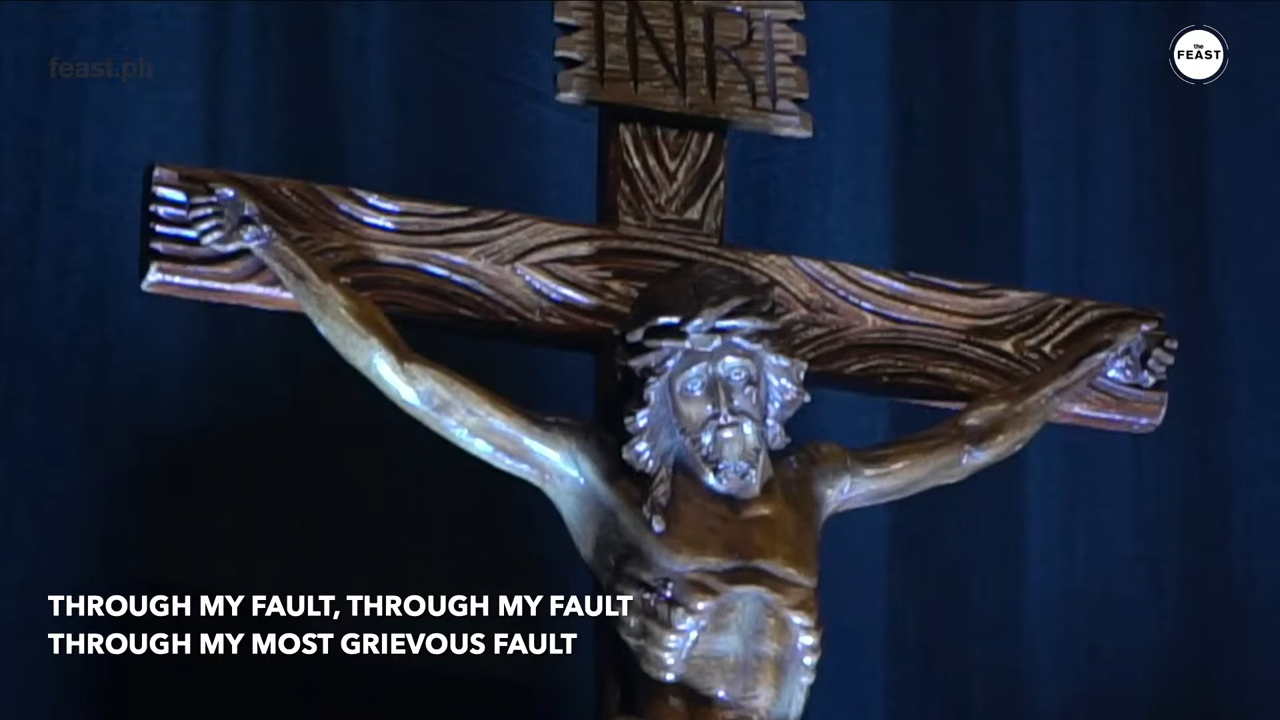 INRI
feast.ph
the
FEAST
THROUGH MY FAULT, THROUGH MY FAULT
THROUGH MY MOST GRIEVOUS FAULT